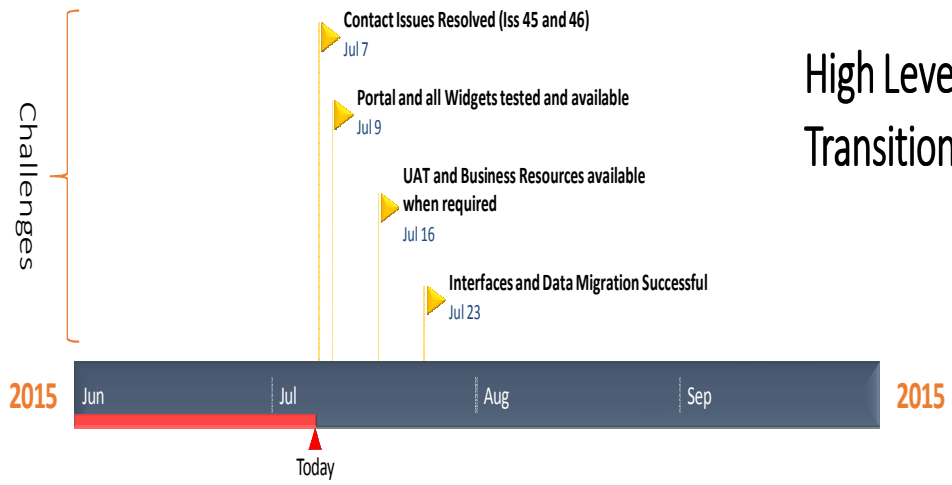 Contact Issues Resolved (Iss 45 and 46)
Jul 7
High Leve
Transition
Portal and all Widgets tested and available
Jul 9
Challenges
UAT and Business Resources available
when required
Jul 16
Interfaces and Data Migration Successful
Jul 23
2015
Jun
Jul
Aug
Sep
2015
Today